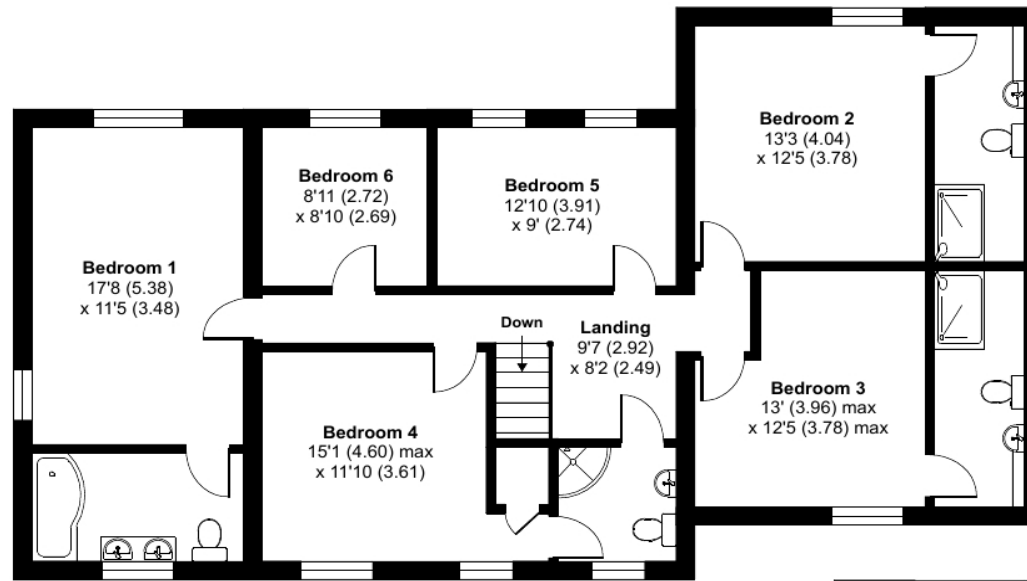 Bedroom 2
13'3 (4.04)
x 12'5 (3.78)
Bedroom 6
8'11 (2.72)
x 8'10 (2.69)
Bedroom 5
12'10 (3.91)
x 9' (2.74)
Bedroom 1
17'8 (5.38)
x 11'5 (3.48)
Down
Landing
9'7 (2.92)
x 8'2 (2.49)
Bedroom 3
13' (3.96) max
x 12'5 (3.78) max
Bedroom 4
15'1 (4.60) max
x 11'10 (3.61)